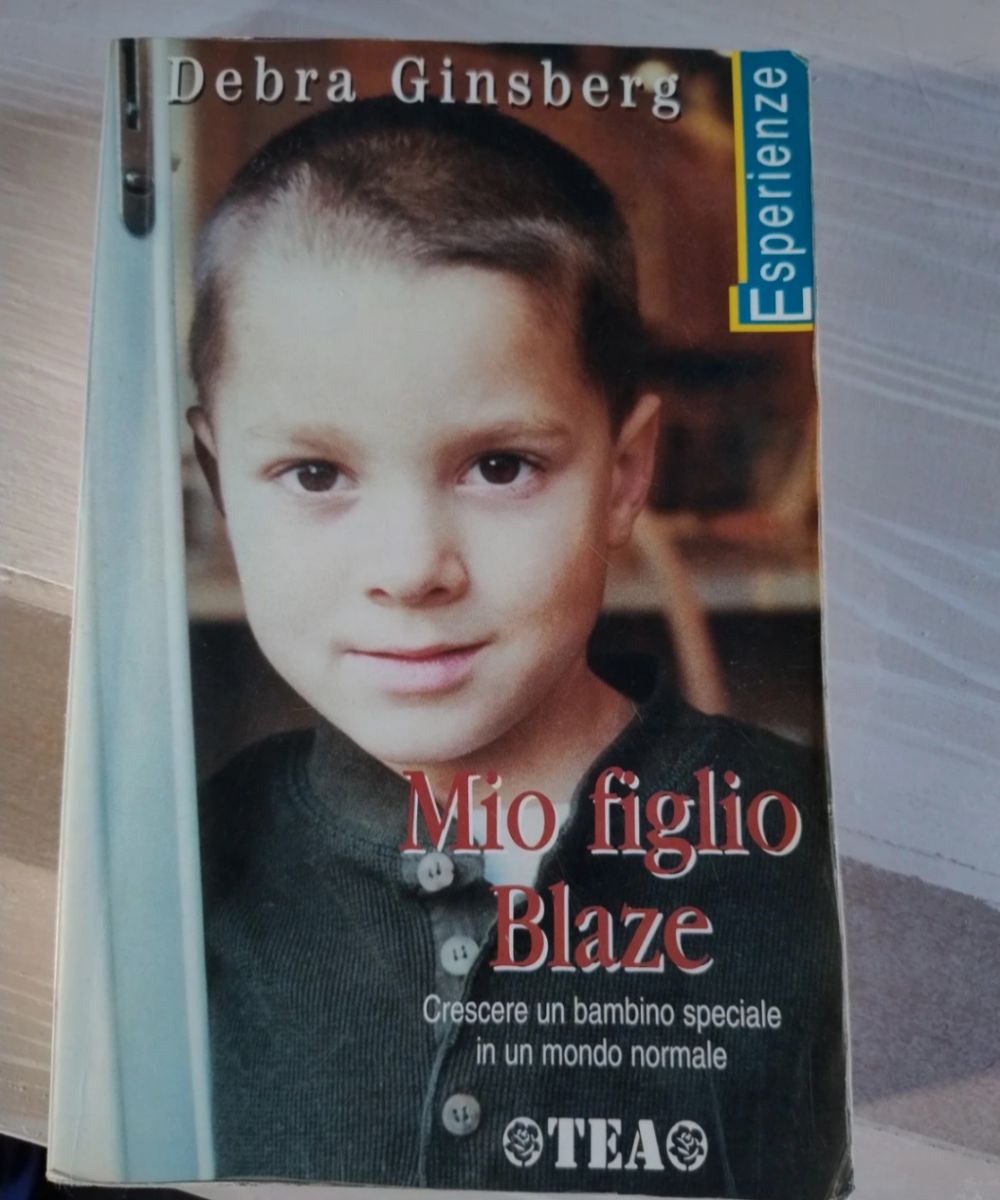 Debra Ginsberg
Esperienze
Mio figlio
Blaze
Crescere un bambino speciale
in un mondo normale
TEA